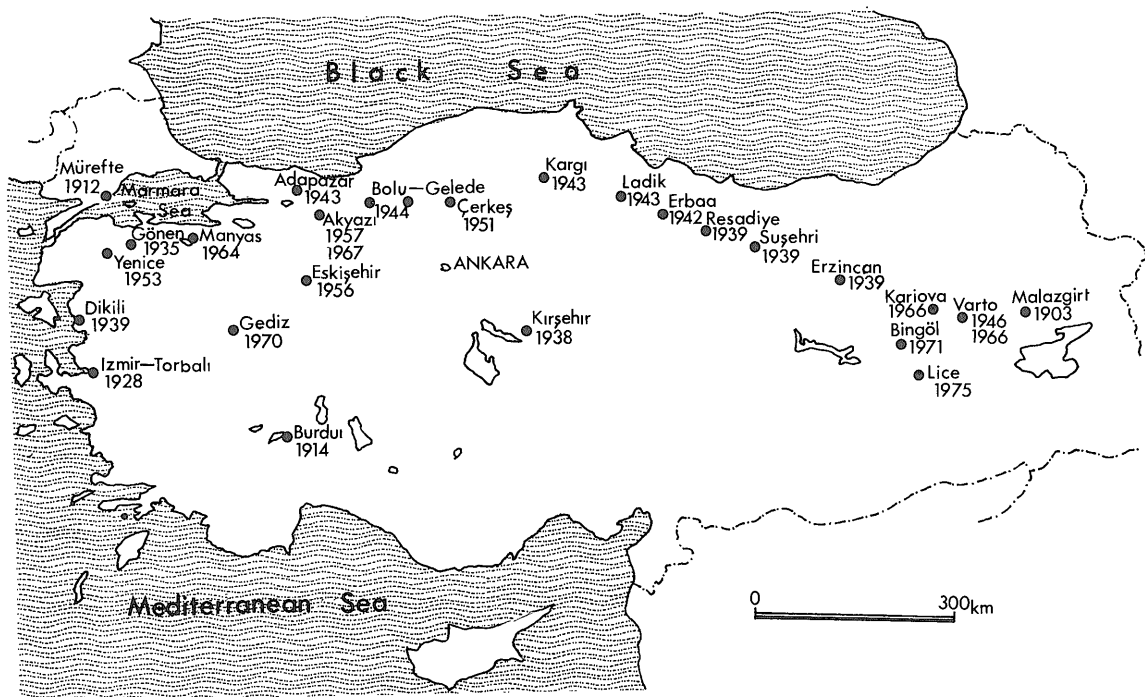 Black Sea
Mürefte
1912
Marmara
Sea
Adapazar
1943
Bolu—Gelede
1944
Kargı
1943
Ladik
1943
Erbaa
1942
Reşadiye
1939
Suşehri
1939
Çerkeş
1951
Akyazı
1957
1967
Gönen
1935
Manyas
1964
Yenice
1953
Eskişehir
1956
ANKARA
Erzincan
1939
Kariova
1966
Varto
1946
1966
Malazgirt
1903
Dikili
1939
Gediz
1970
Kırşehır
1938
Bingöl
1971
Izmir—Torbalı
1928
Lice
1975
Burduı
1914
Mediterranean Sea
0 300km